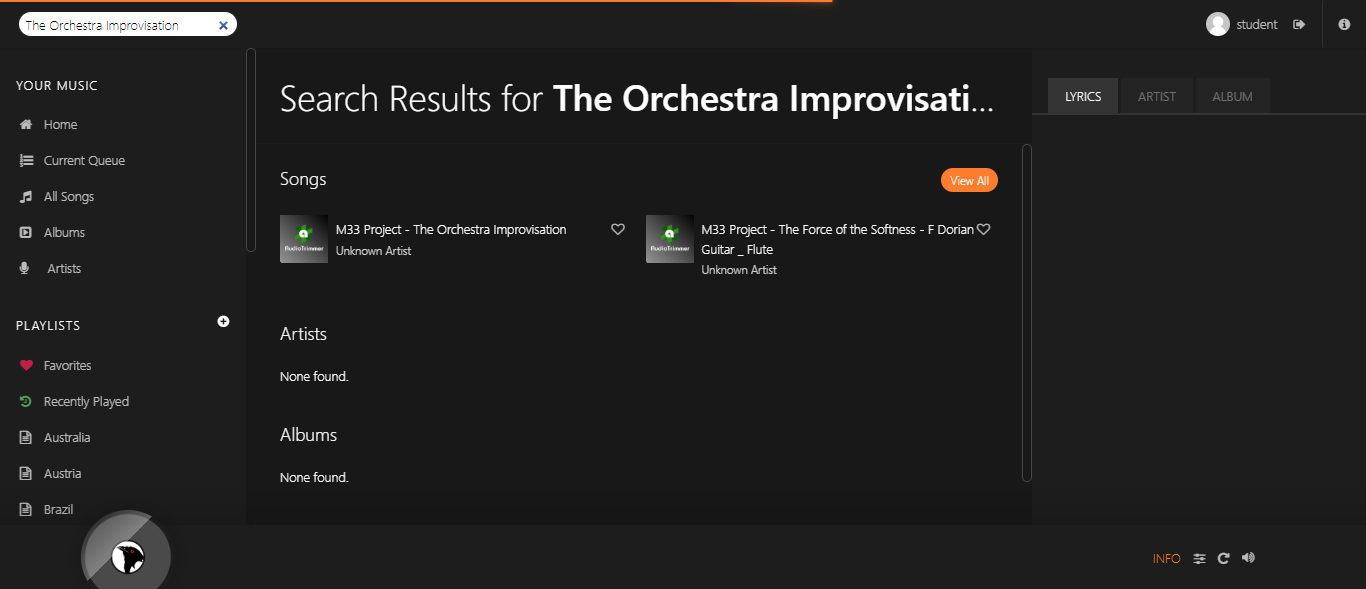 The Orchestra Improvisation
student
YOUR MUSIC
Home
Current Queue
All Songs
Albums
Artists
PLAYLISTS
Favorites
Recently Played
Australia
Austria
Brazil
Search Results for The Orchestra Improvisati...
Songs
View All
AudioTrimmer
M33 Project - The Orchestra Improvisation
Unknown Artist
AudioTrimmer
M33 Project - The Force of the Softness - F Dorian
Guitar _ Flute
Unknown Artist
Artists
None found.
Albums
None found.
LYRICS
ARTIST
ALBUM
INFO